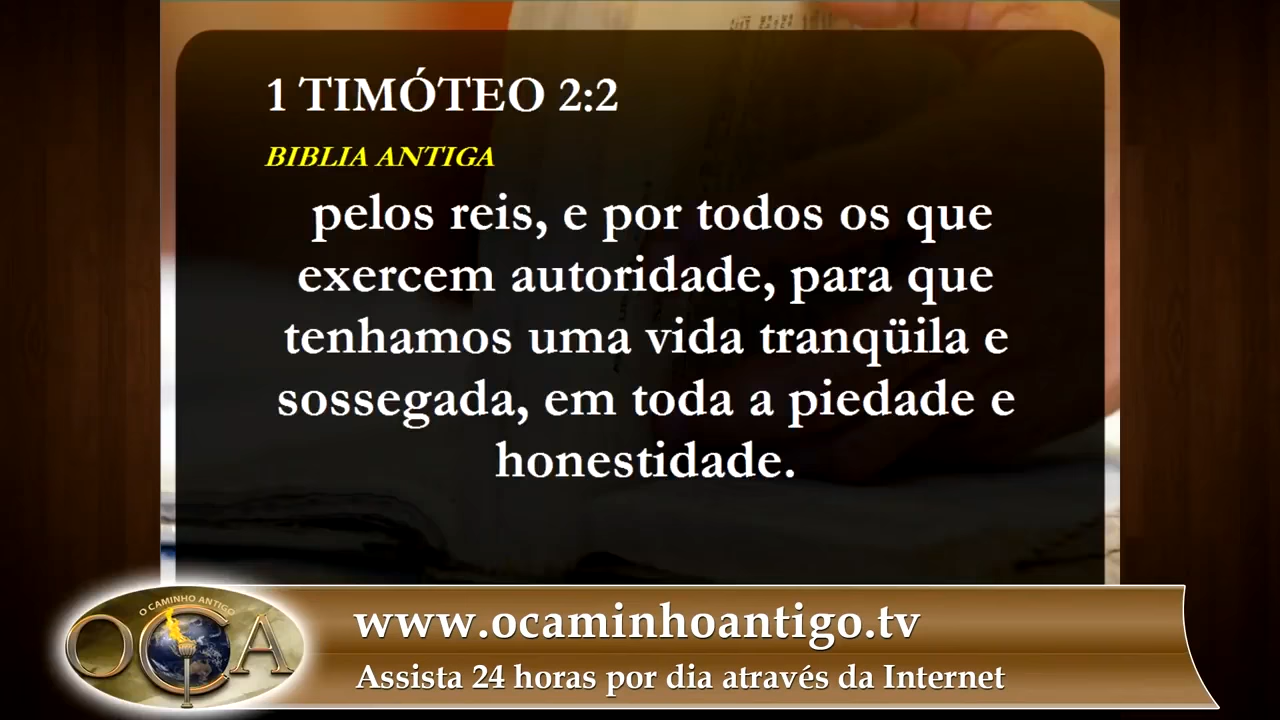 1 TIMÓTEO 2:2
BIBLIA ANTIGA
pelos reis, e por todos os que
exercem autoridade, para que
tenhamos uma vida tranqüila e
sossegada, em toda a piedade e
honestidade.
O CAMINHO ANTIGO
OCA
www.ocaminhoantigo.tv
Assista 24 horas por dia através da Internet